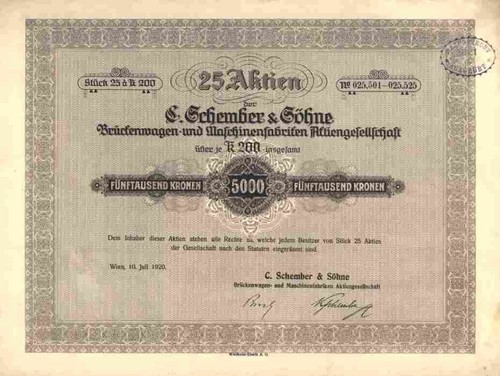 Stück 25 à K 200
25 Aktien
No 025,501–025,525
der
C. Schember & Söhne
Brückenwagen- und Maschinenfabriken Aktiengesellschaft
über je K 200 insgesamt
FÜNFTAUSEND KRONEN 5000 FÜNFTAUSEND KRONEN
Dem Inhaber dieser Aktien stehen alle Rechte zu, welche jedem Besitzer von Stück 25 Aktien
der Gesellschaft nach den Statuten eingeräumt sind.
Wien, 10. Juli 1920.
C. Schember & Söhne
Brückenwagen- und Maschinenfabriken Aktiengesellschaft